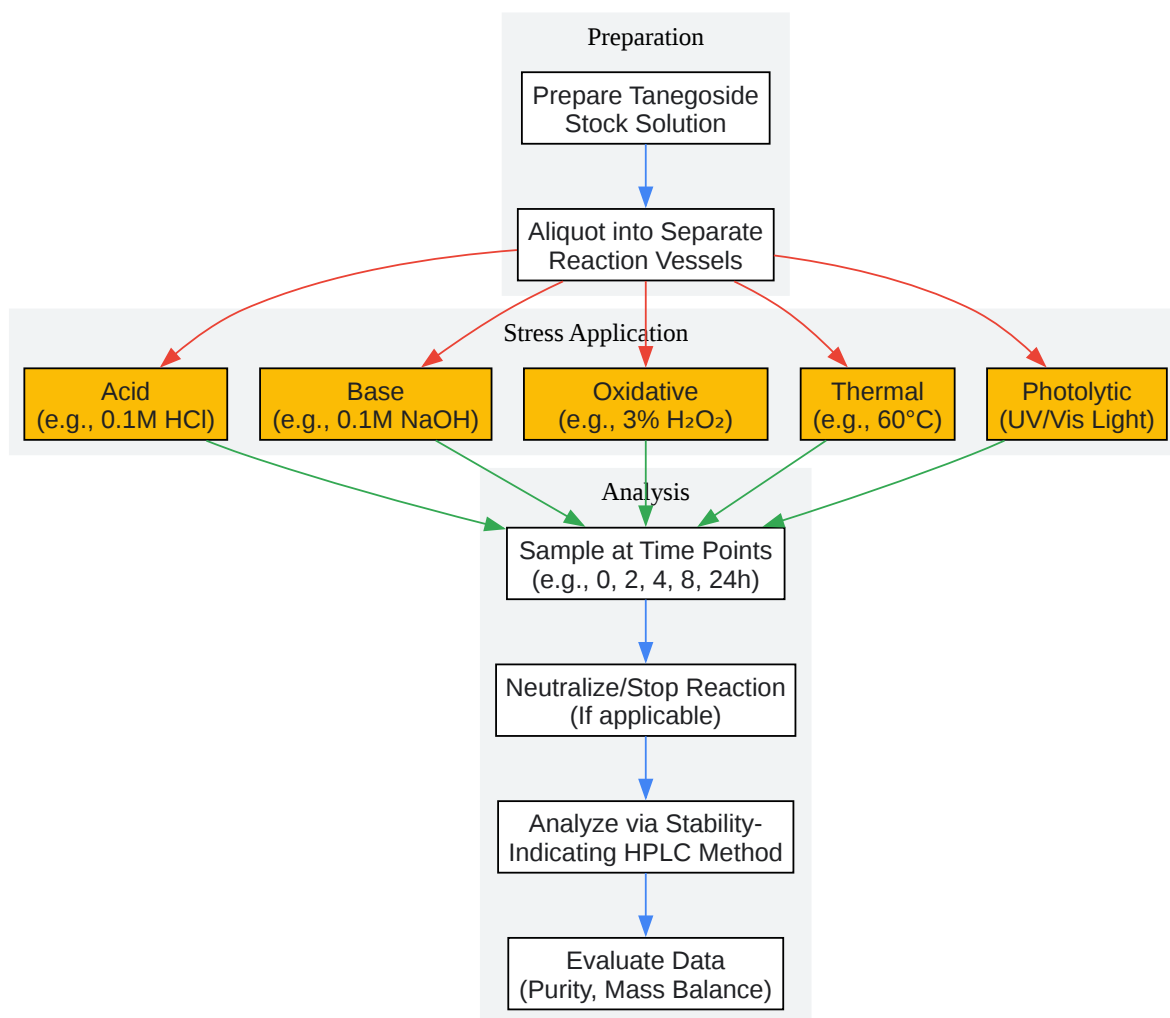 Preparation
Prepare Tanegoside
Stock Solution
Aliquot into Separate
Reaction Vessels
Stress Application
Acid
(e.g., 0.1M HCl)
Base
(e.g., 0.1M NaOH)
Oxidative
(e.g., 3% H₂O₂)
Thermal
(e.g., 60°C)
Photolytic
(UV/Vis Light)
Analysis
Sample at Time Points
(e.g., 0, 2, 4, 8, 24h)
Neutralize/Stop Reaction
(If applicable)
Analyze via Stability-
Indicating HPLC Method
Evaluate Data
(Purity, Mass Balance)